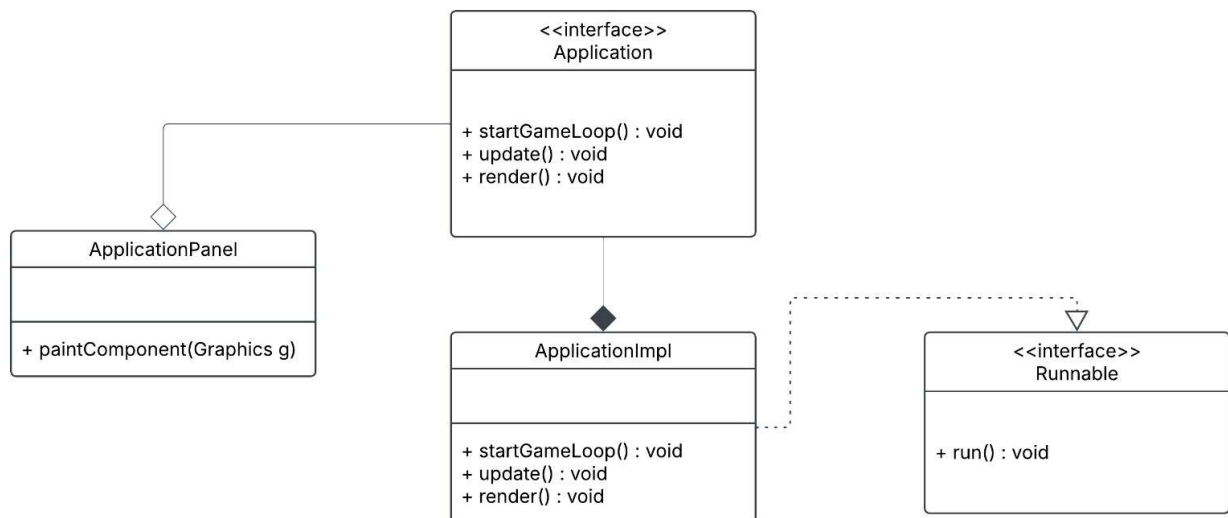 <<interface>>
Application
+ startGameLoop() : void
+ update() : void
+ render() : void
ApplicationPanel
+ paintComponent(Graphics g)
ApplicationImpl
+ startGameLoop() : void
+ update() : void
+ render() : void
<<interface>>
Runnable
+ run() : void